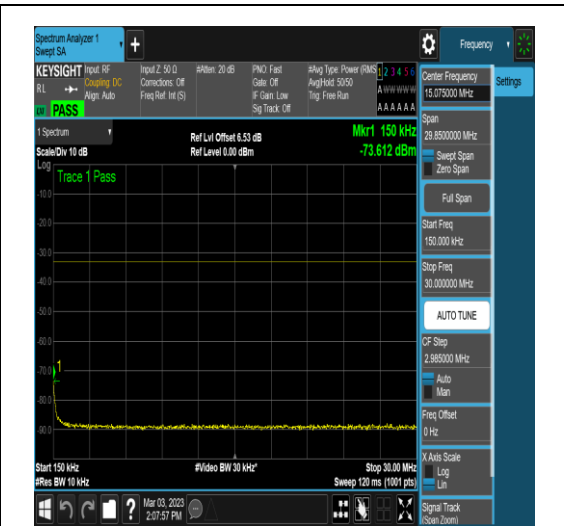 Spectrum Analyzer 1
Swept SA
Frequency
KEYSIGHT
RL
PASS
Input: RF
Coupling: DC
Align: Auto
Input Z: 50 Ω
Corrections: Off
Freq Ref: Int (S)
#Atten: 20 dB
PNO: Fast
Gate: Off
IF Gain: Low
Sig Track: Off
#Avg Type: Power (RMS)
Avg|Hold: 50/50
Trig: Free Run
1 2 3 4 5 6
A W W W W W
A A A A A A
1 Spectrum
Scale/Div 10 dB
Ref Lvl Offset 6.53 dB
Ref Level 0.00 dBm
Mkr1 150 kHz
-73.612 dBm
Log
Trace 1 Pass
-10.0
-20.0
-30.0
-40.0
-50.0
-60.0
-70.0
-80.0
-90.0
1
Start 150 kHz
#Res BW 10 kHz
#Video BW 30 kHz*
Stop 30.00 MHz
Sweep 120 ms (1001 pts)
Mar 03, 2023
2:07:57 PM
Center Frequency
15.075000 MHz
Settings
Span
29.8500000 MHz
Swept Span
Zero Span
Full Span
Start Freq
150.000 kHz
Stop Freq
30.000000 MHz
AUTO TUNE
CF Step
2.985000 MHz
Auto
Man
Freq Offset
0 Hz
X Axis Scale
Log
Lin
Signal Track
(Span Zoom)